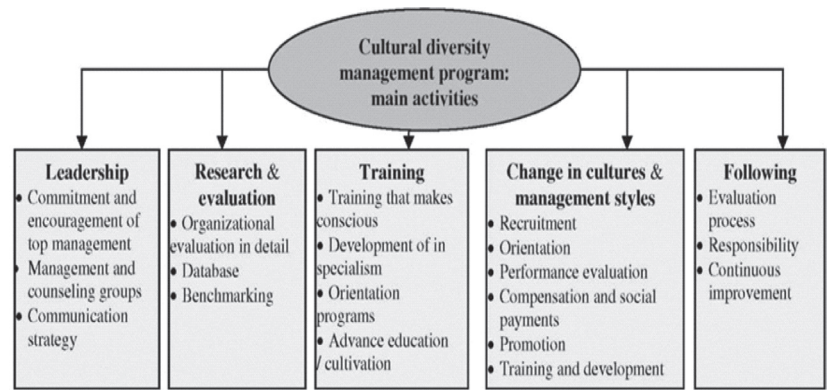 Cultural diversity
management program:
main activities
Leadership
• Commitment and
encouragement of
top management
• Management and
counseling groups
• Communication
strategy
Research &
evaluation
• Organizational
evaluation in detail
• Database
• Benchmarking
Training
• Training that makes
conscious
• Development of in
specialism
• Orientation
programs
• Advance education
/ cultivation
Change in cultures &
management styles
• Recruitment
• Orientation
• Performance evaluation
• Compensation and social
payments
• Promotion
• Training and development
Following
• Evaluation
process
• Responsibility
• Continuous
improvement